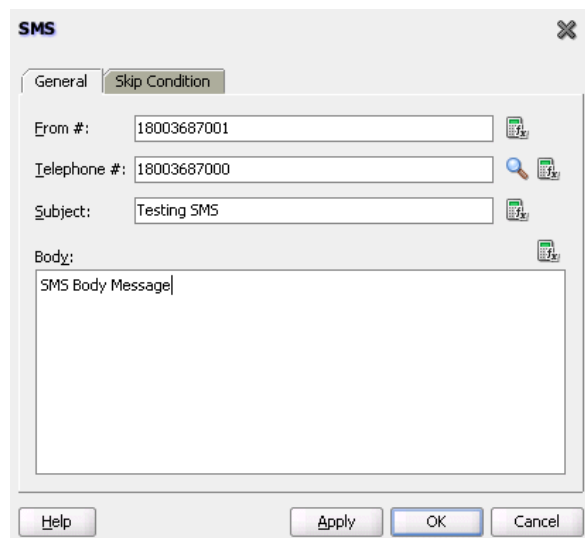 SMS
General Skip Condition
From #: 18003687001
Telephone #: 18003687000
Subject: Testing SMS
Body:
SMS Body Message
Help Apply OK Cancel